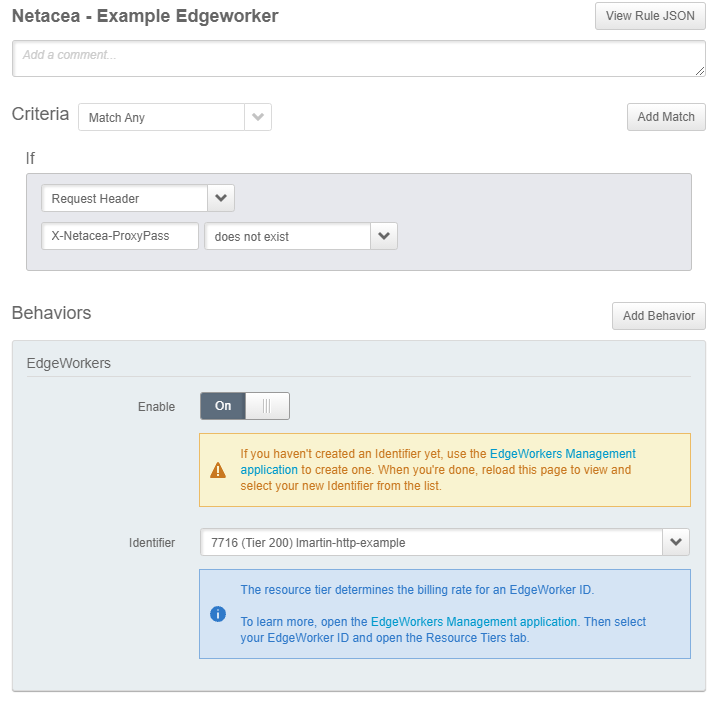 Netacea - Example Edgeworker
View Rule JSON
Add a comment...
Criteria
Match Any
Add Match
If
Request Header
X-Netacea-ProxyPass
does not exist
Behaviors
Add Behavior
EdgeWorkers
Enable
On
If you haven't created an Identifier yet, use the EdgeWorkers Management
application to create one. When you're done, reload this page to view and
select your new Identifier from the list.
Identifier
7716 (Tier 200) lmartin-http-example
The resource tier determines the billing rate for an EdgeWorker ID.
To learn more, open the EdgeWorkers Management application. Then select
your EdgeWorker ID and open the Resource Tiers tab.